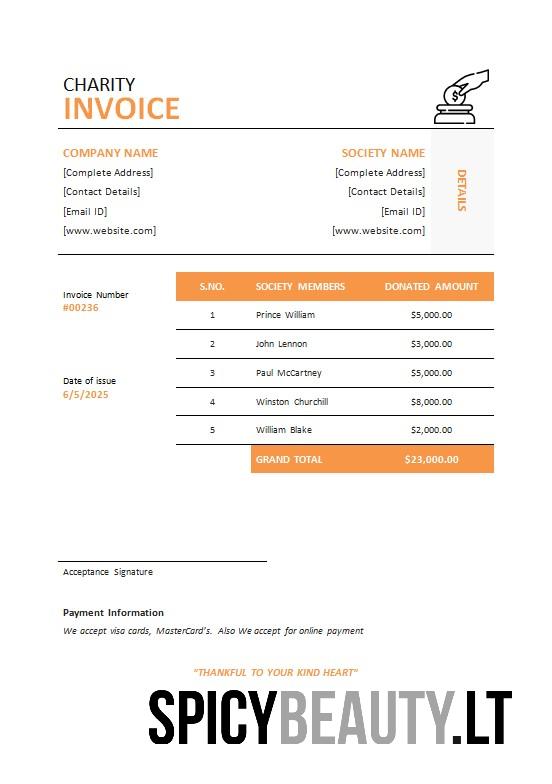 CHARITY
INVOICE
$
COMPANY NAME
[Complete Address]
[Contact Details]
[Email ID]
[www.website.com]
SOCIETY NAME
[Complete Address]
[Contact Details]
[Email ID]
[www.website.com]
DETAILS
Invoice Number
#00236
Date of issue
6/5/2025
S.NO. SOCIETY MEMBERS DONATED AMOUNT
1 Prince William $5,000.00
2 John Lennon $3,000.00
3 Paul McCartney $5,000.00
4 Winston Churchill $8,000.00
5 William Blake $2,000.00
GRAND TOTAL $23,000.00
Acceptance Signature
Payment Information
We accept visa cards, MasterCard's. Also We accept for online payment
"THANKFUL TO YOUR KIND HEART"
SPICYBEAUTY.LT